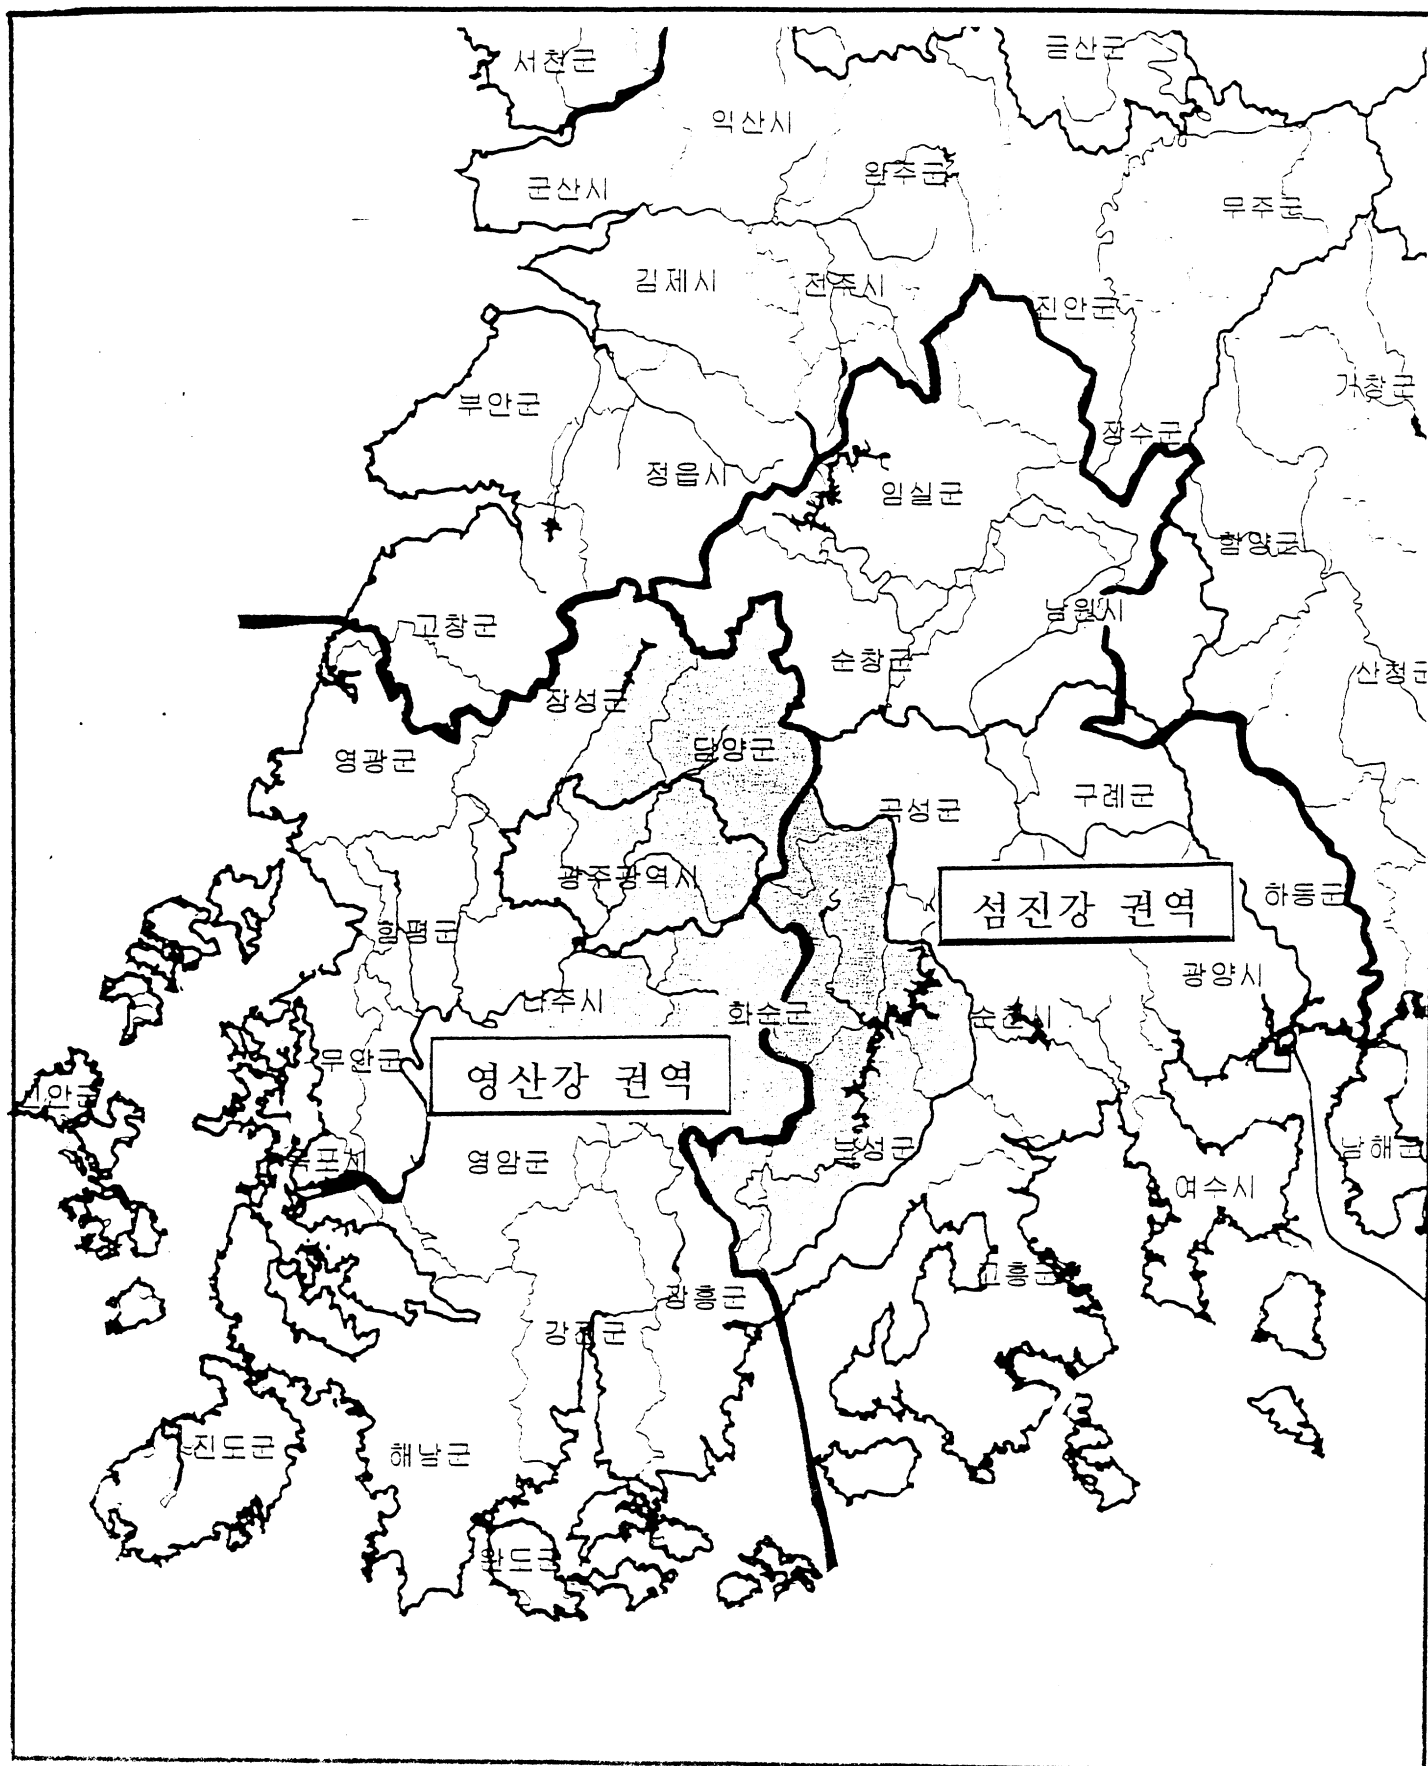 서천군
금산군
익산시
완주군
군산시
무주군
김제시
전주시
진안군
거창군
부안군
장수군
정읍시
임실군
함양군
고창군
남원시
순창군
산청군
장성군
담양군
영광군
구례군
곡성군
광주광역시
하동군
섬진강 권역
함평군
광양시
나주시
화순군
순천시
무안군
영산강 권역
신안군
목포시
영암군
보성군
남해군
여수시
고흥군
장흥군
강진군
진도군
해남군
완도군